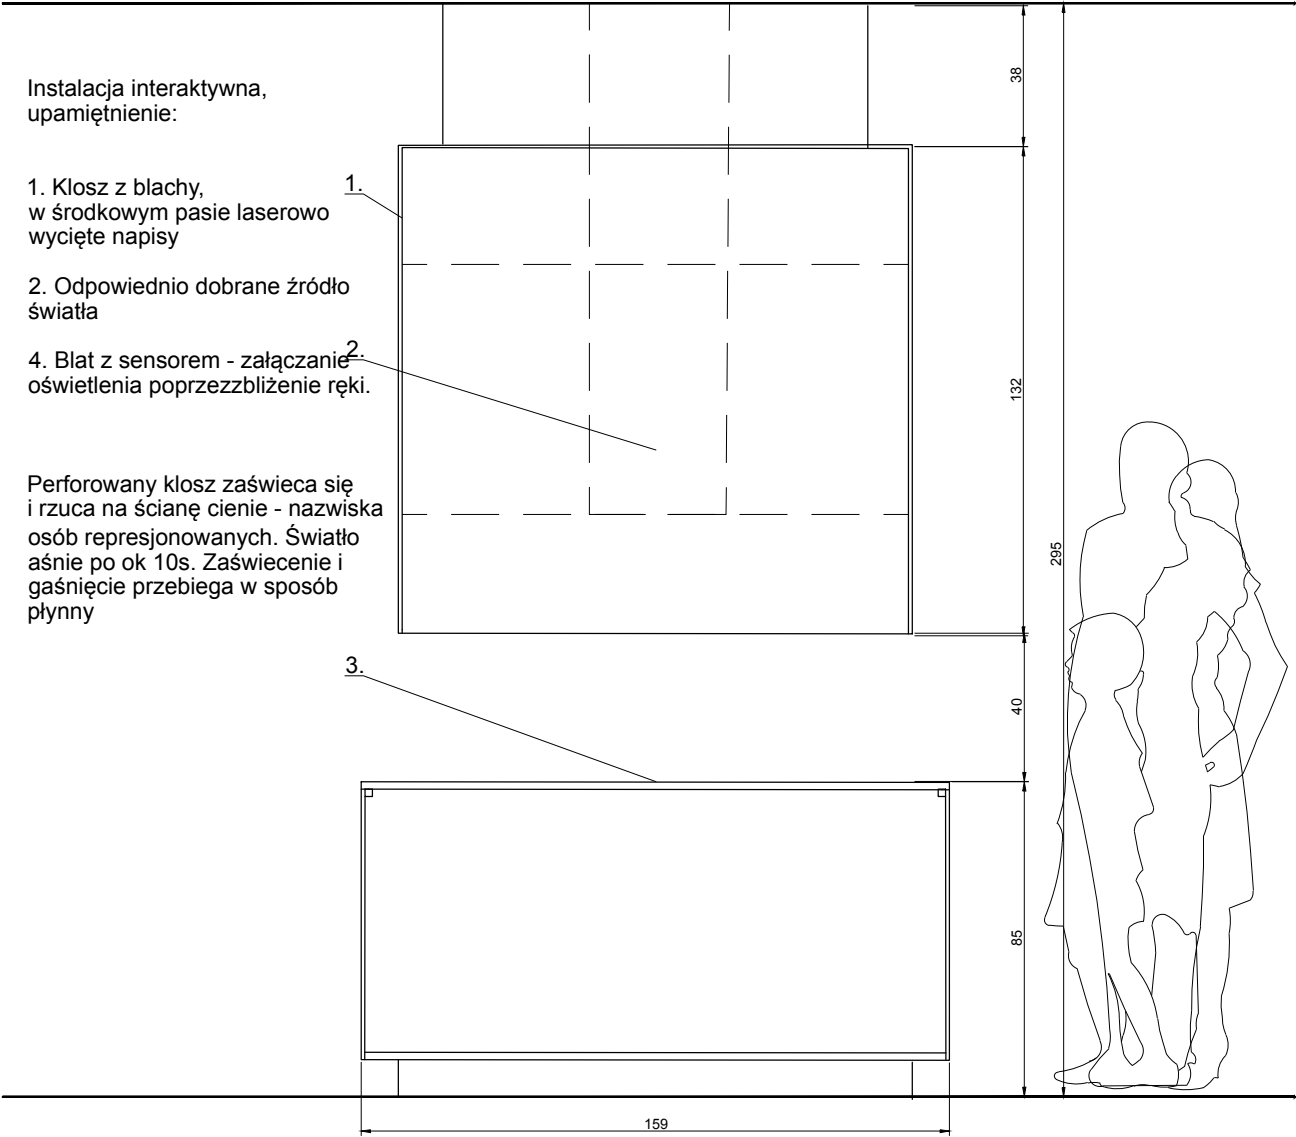 Instalacja interaktywna,
upamiętnienie:
1. Klosz z blachy,
w środkowym pasie laserowo
wycięte napisy
2. Odpowiednio dobrane źródło
światła
4. Blat z sensorem - załączanie
oświetlenia poprzezzbliżenie ręki.
Perforowany klosz zaświeca się
i rzuca na ścianę cienie - nazwiska
osób represjonowanych. Światło
aśnie po ok 10s. Zaświecenie i
gaśnięcie przebiega w sposób
płynny
1.
2.
3.
38
132
40
85
295
159